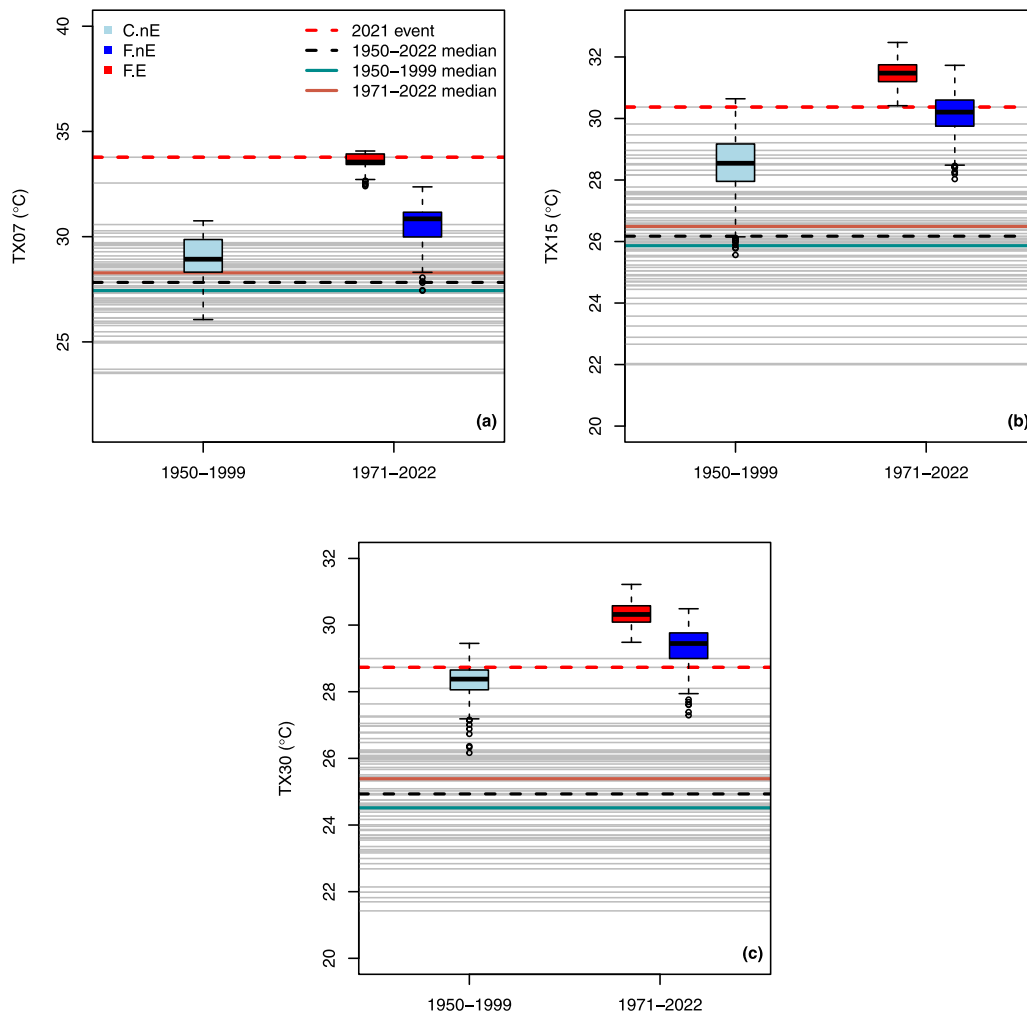 C.nE
F.nE
F.E
2021 event
1950−2022 median
1950−1999 median
1971−2022 median
TX07 (°C)
40
35
30
25
1950−1999
1971−2022
(a)
TX15 (°C)
32
30
28
26
24
22
20
1950−1999
1971−2022
(b)
TX30 (°C)
32
30
28
26
24
22
20
1950−1999
1971−2022
(c)